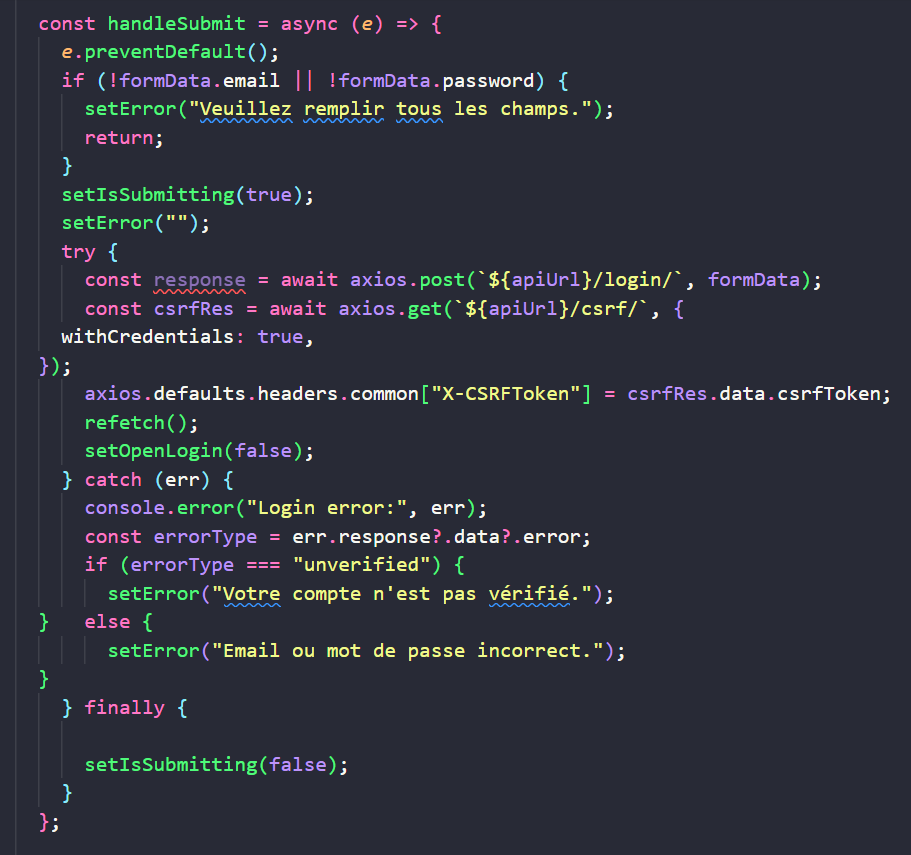 const handleSubmit = async (e) => {
  e.preventDefault();
  if (!formData.email || !formData.password) {
    setError("Veuillez remplir tous les champs.");
    return;
  }
  setIsSubmitting(true);
  setError("");
  try {
    const response = await axios.post(`${apiUrl}/login/`, formData);
    const csrfRes = await axios.get(`${apiUrl}/csrf/`, {
  withCredentials: true,
});
    axios.defaults.headers.common["X-CSRFToken"] = csrfRes.data.csrfToken;
    refetch();
    setOpenLogin(false);
  } catch (err) {
    console.error("Login error:", err);
    const errorType = err.response?.data?.error;
    if (errorType === "unverified") {
      setError("Votre compte n'est pas vérifié.");
}   else {
      setError("Email ou mot de passe incorrect.");
}
  } finally {

    setIsSubmitting(false);
  }
};